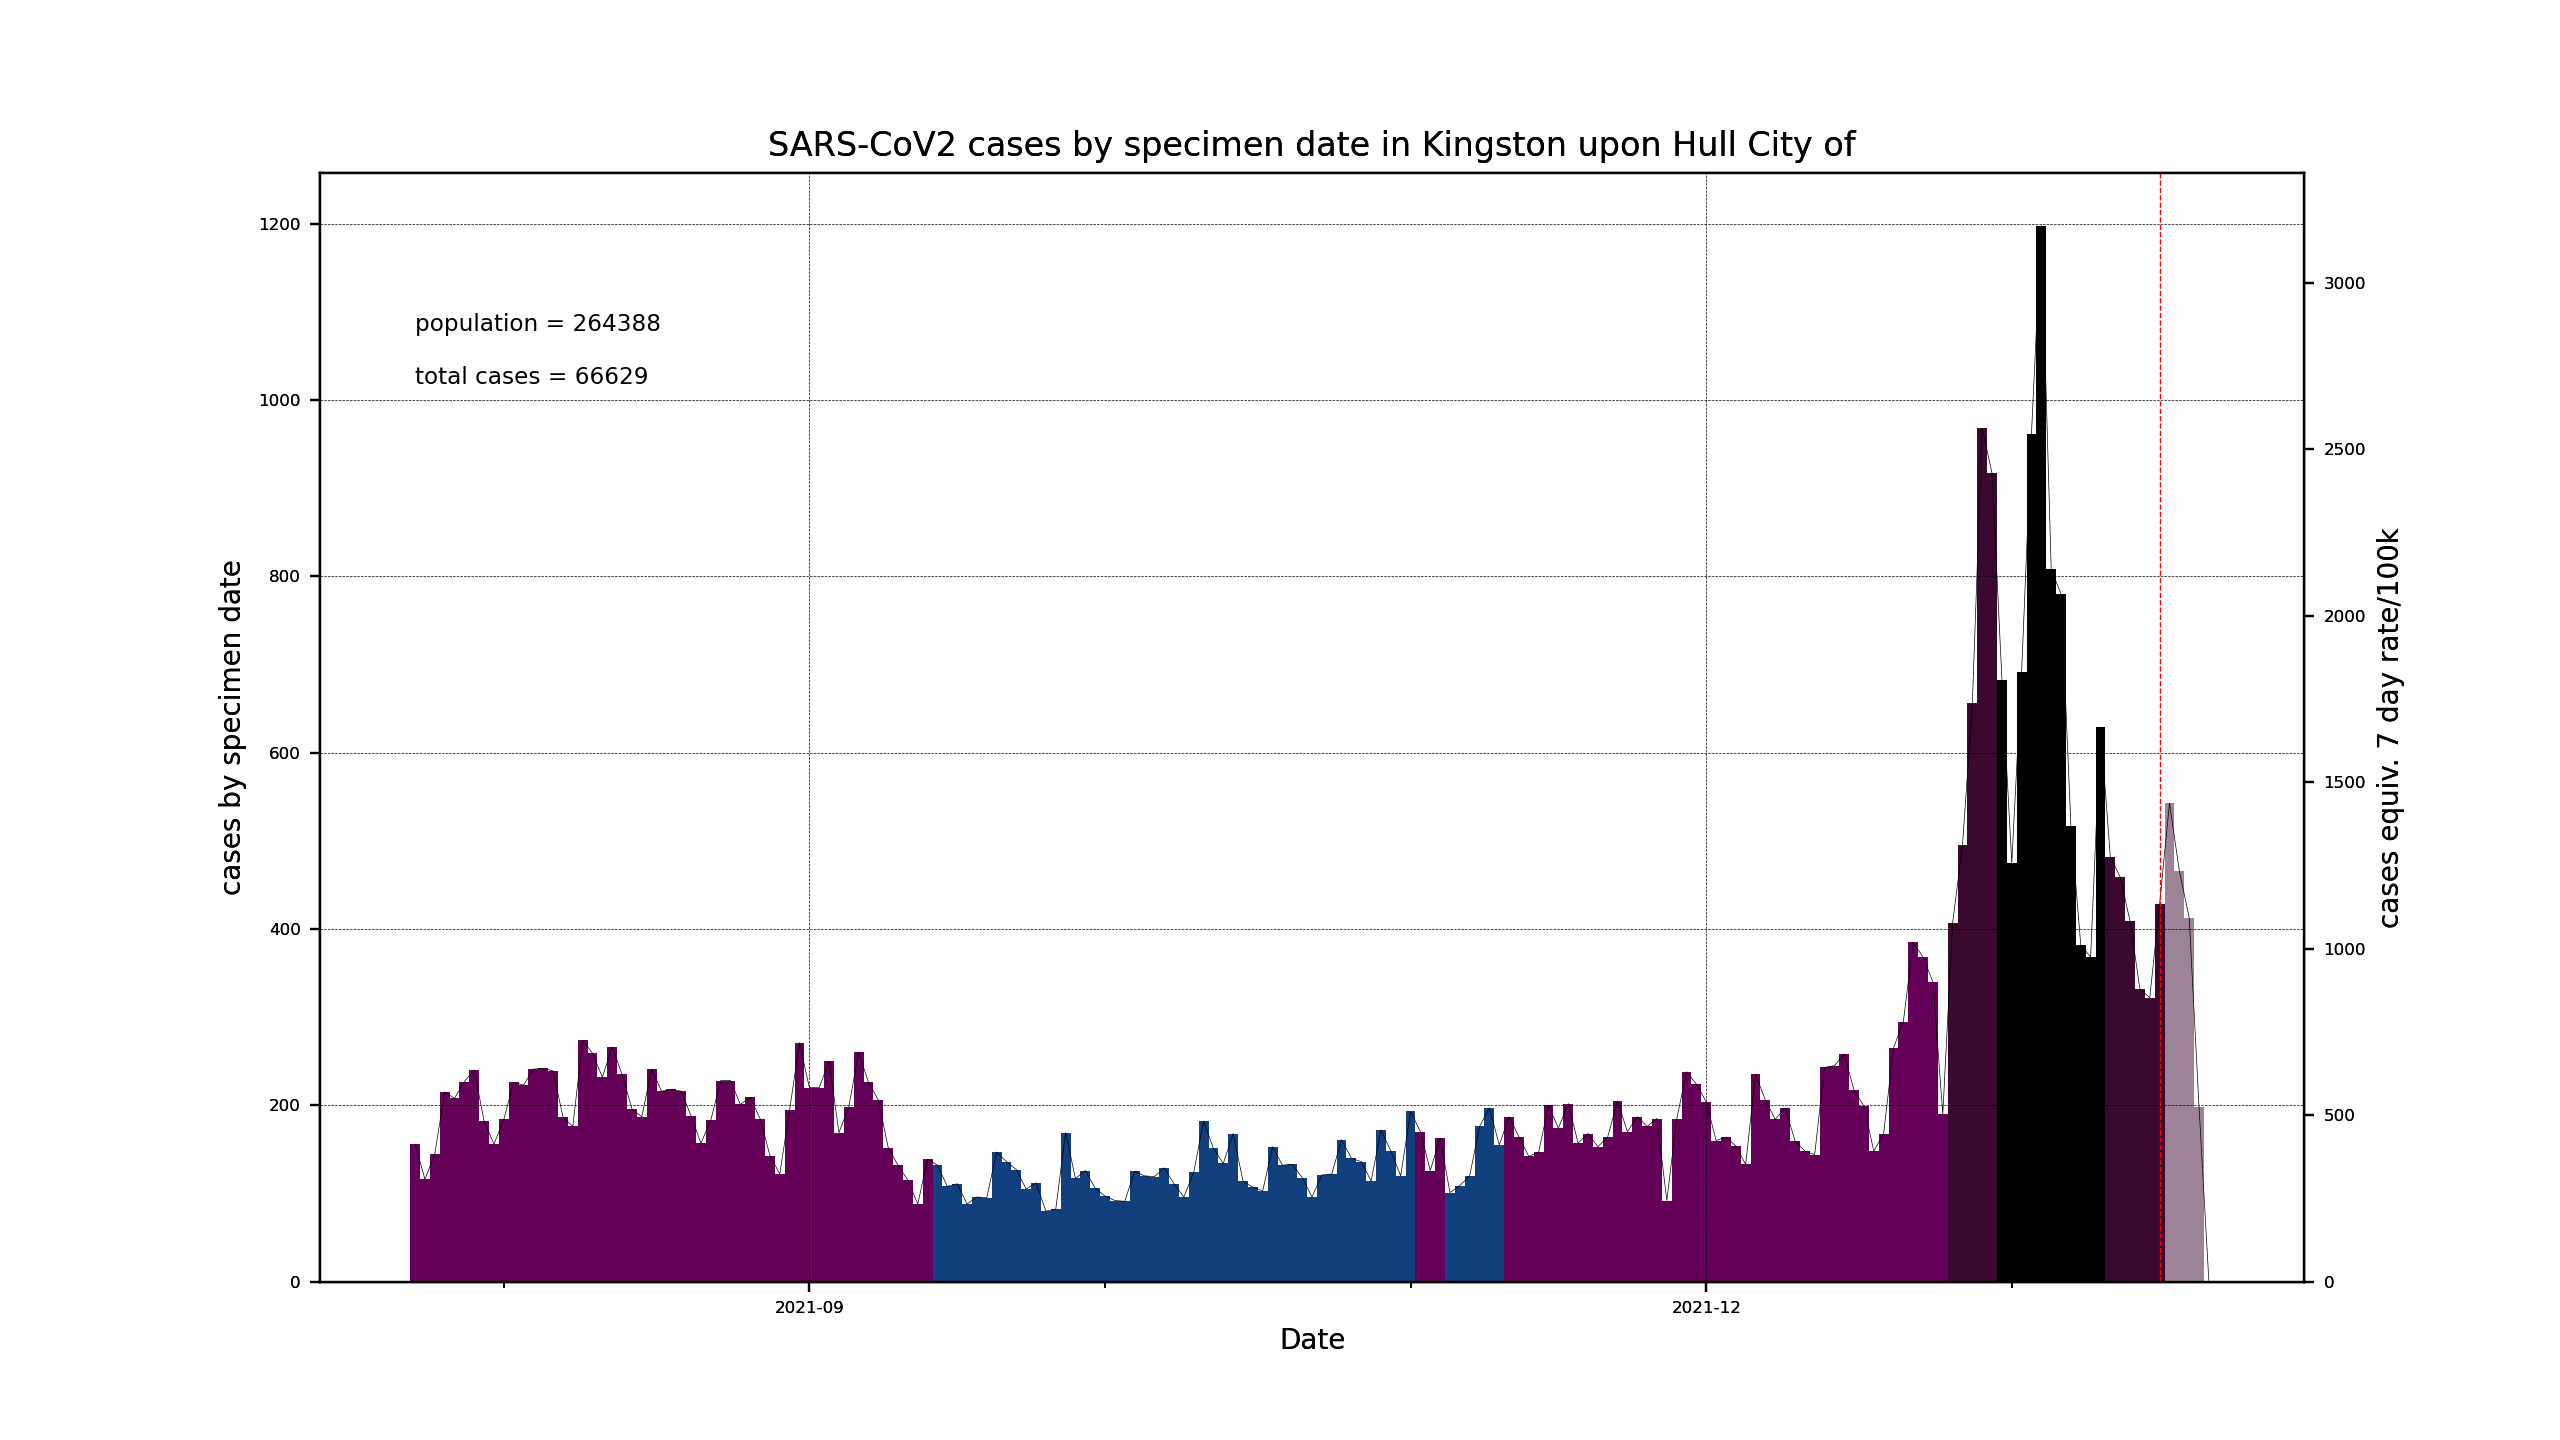 SARS-CoV2 cases by specimen date in Kingston upon Hull City of
population = 264388
total cases = 66629
cases by specimen date
1200
1000
800
600
400
200
0
3000
2500
2000
1500
1000
500
0
cases equiv. 7 day rate/100k
2021-09
2021-12
Date